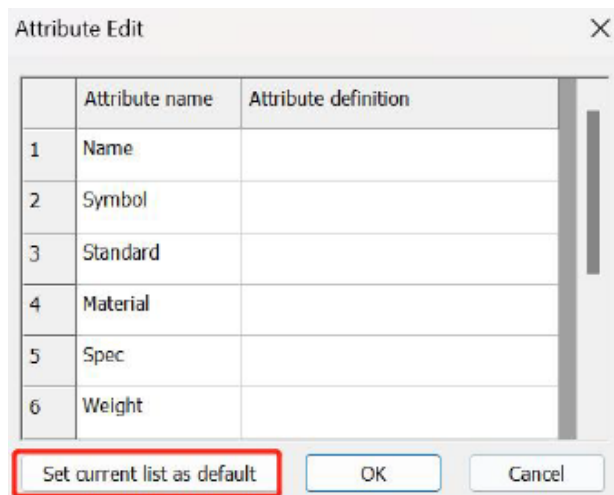 Attribute Edit
Attribute name Attribute definition
1 Name
2 Symbol
3 Standard
4 Material
5 Spec
6 Weight
Set current list as default OK Cancel